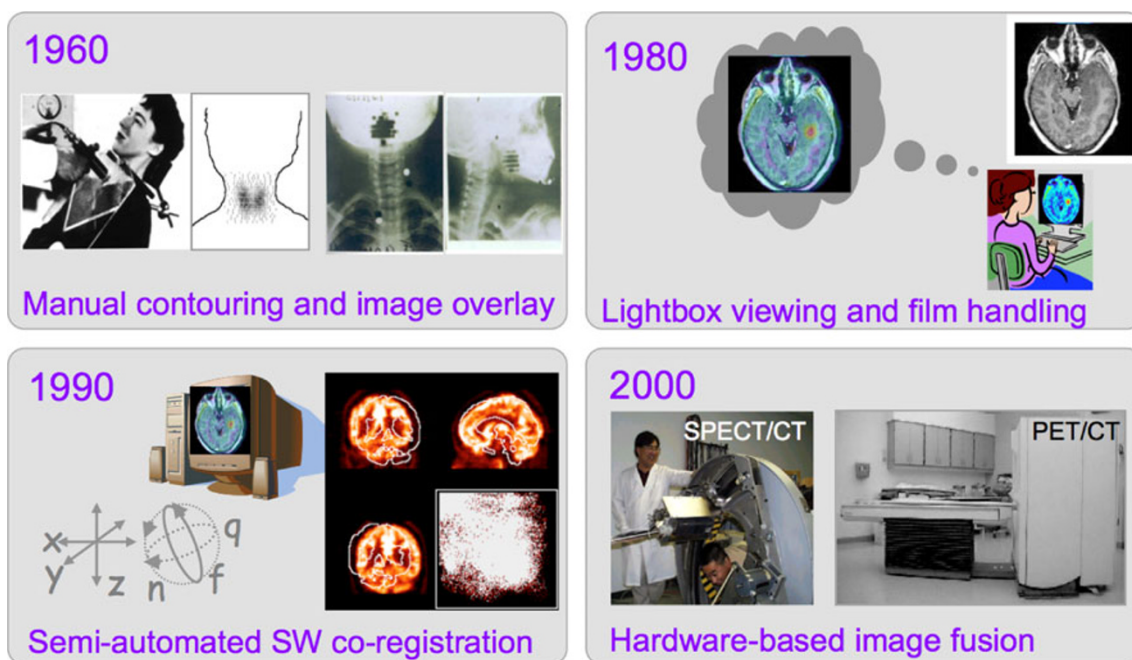 1960
Manual contouring and image overlay
1980
Lightbox viewing and film handling
1990
x
y
z
n
f
q
Semi-automated SW co-registration
2000
SPECT/CT
PET/CT
Hardware-based image fusion